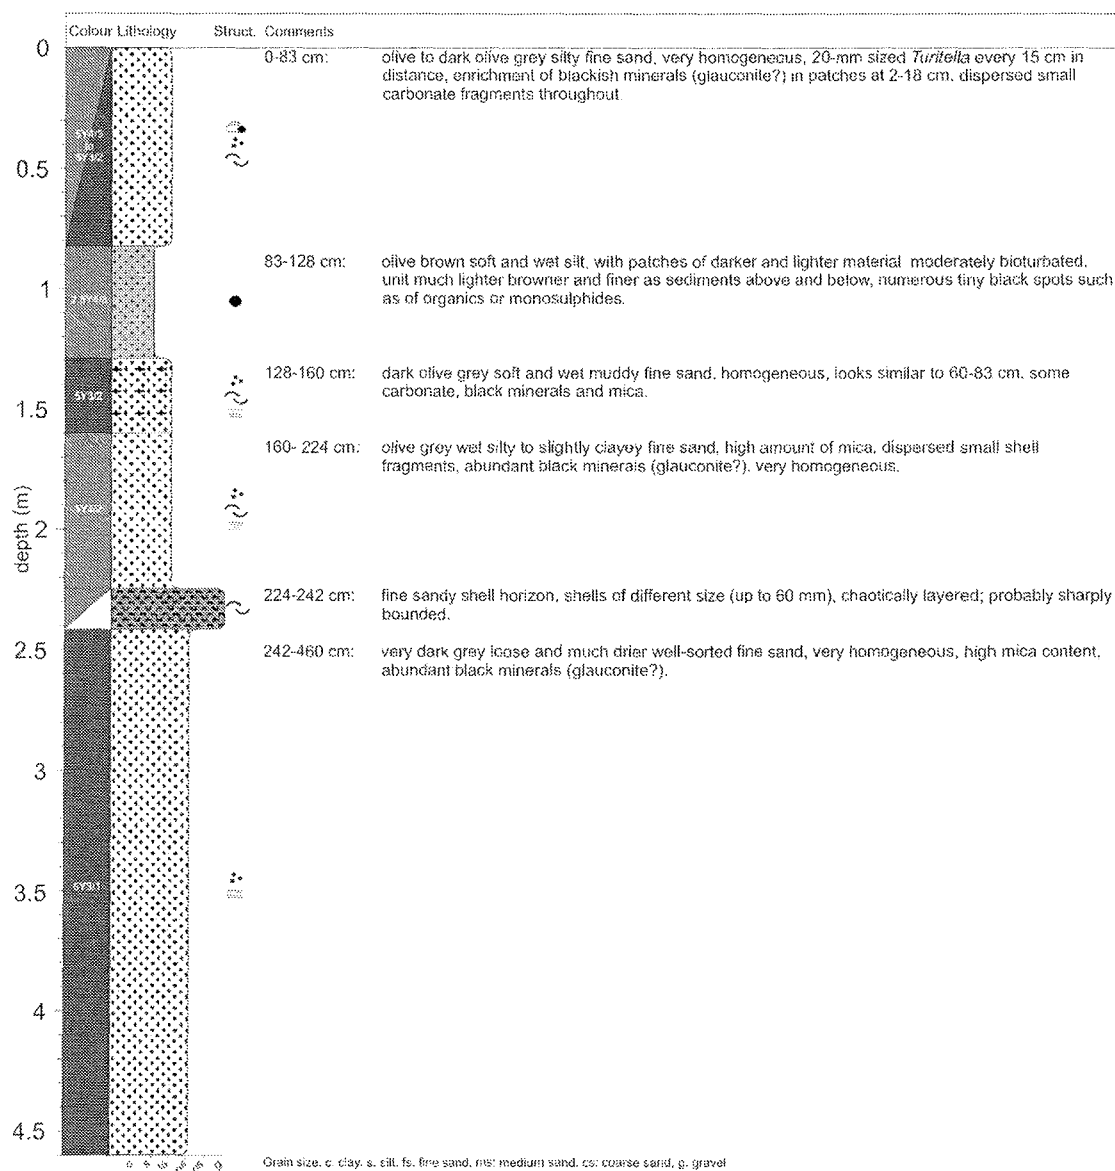 Colour Lithology Struct. Comments
0
0-83 cm: olive to dark olive grey silty fine sand, very homogeneous, 20-mm sized Turitella every 15 cm in
distance, enrichment of blackish minerals (glauconite?) in patches at 2-18 cm, dispersed small
carbonate fragments throughout
0.5
83-128 cm: olive brown soft and wet silt, with patches of darker and lighter material moderately bioturbated.
unit much lighter browner and finer as sediments above and below, numerous tiny black spots such
as of organics or monosulphides.
1
128-160 cm: dark olive grey soft and wet muddy fine sand, homogeneous, looks similar to 60-83 cm. some
carbonate, black minerals and mica.
5Y3/2
1.5
160- 224 cm: olive grey wet silty to slightly clayey fine sand, high amount of mica, dispersed small shell
fragments, abundant black minerals (glauconite?). very homogeneous.
depth (m)
2
224-242 cm: fine sandy shell horizon, shells of different size (up to 60 mm), chaotically layered; probably sharply
bounded.
2.5
242-460 cm: very dark grey loose and much drier well-sorted fine sand, very homogeneous, high mica content,
abundant black minerals (glauconite?).
3
3.5
5Y3/1
4
4.5
c s fs ms cs g
Grain size, c: clay, s: silt, fs: fine sand, ms: medium sand, cs: coarse sand, g: gravel